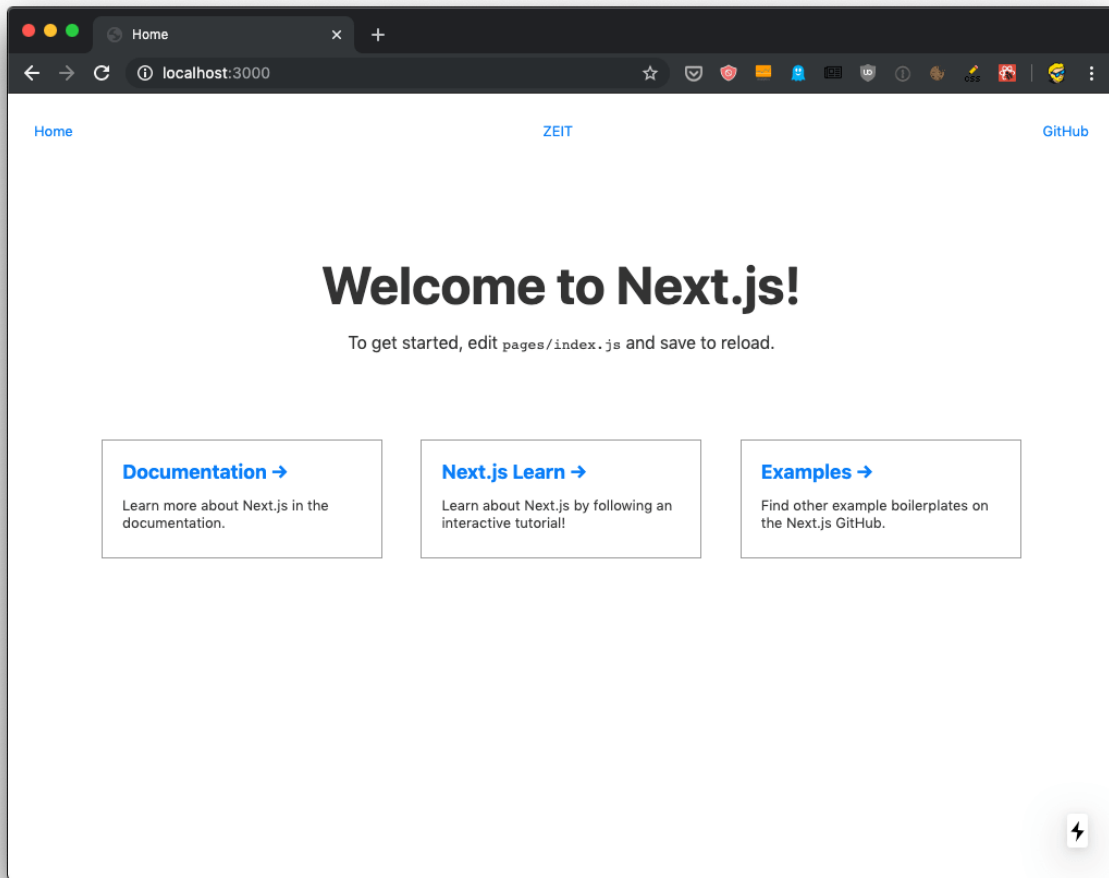 Home
localhost:3000
Home
ZEIT
GitHub
Welcome to Next.js!
To get started, edit pages/index.js and save to reload.
Documentation →
Learn more about Next.js in the
documentation.
Next.js Learn →
Learn about Next.js by following an
interactive tutorial!
Examples →
Find other example boilerplates on
the Next.js GitHub.